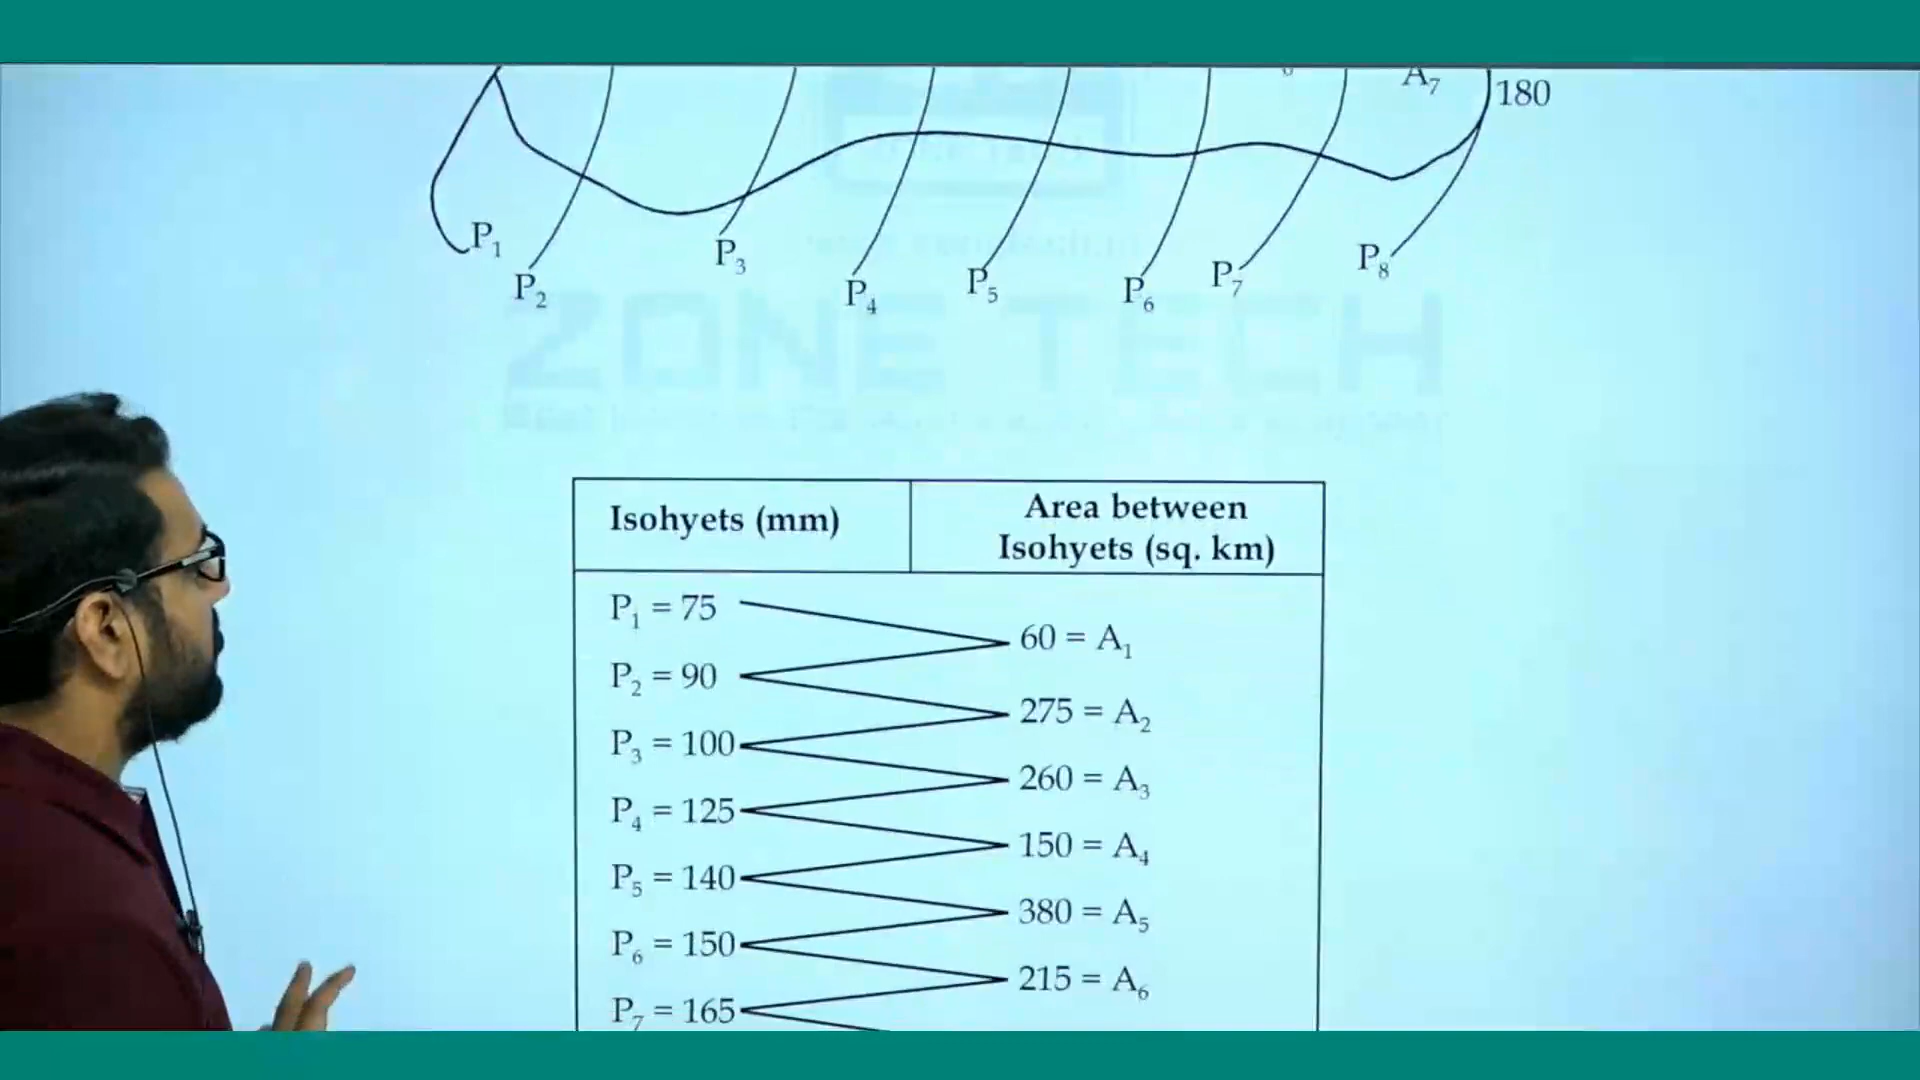 A7
180
P1
P2
P3
P4
P5
P6
P7
P8
ZONE TECH
Isohyets (mm)
Area between
Isohyets (sq. km)
P1 = 75
60 = A1
P2 = 90
275 = A2
P3 = 100
260 = A3
P4 = 125
150 = A4
P5 = 140
380 = A5
P6 = 150
215 = A6
P7 = 165